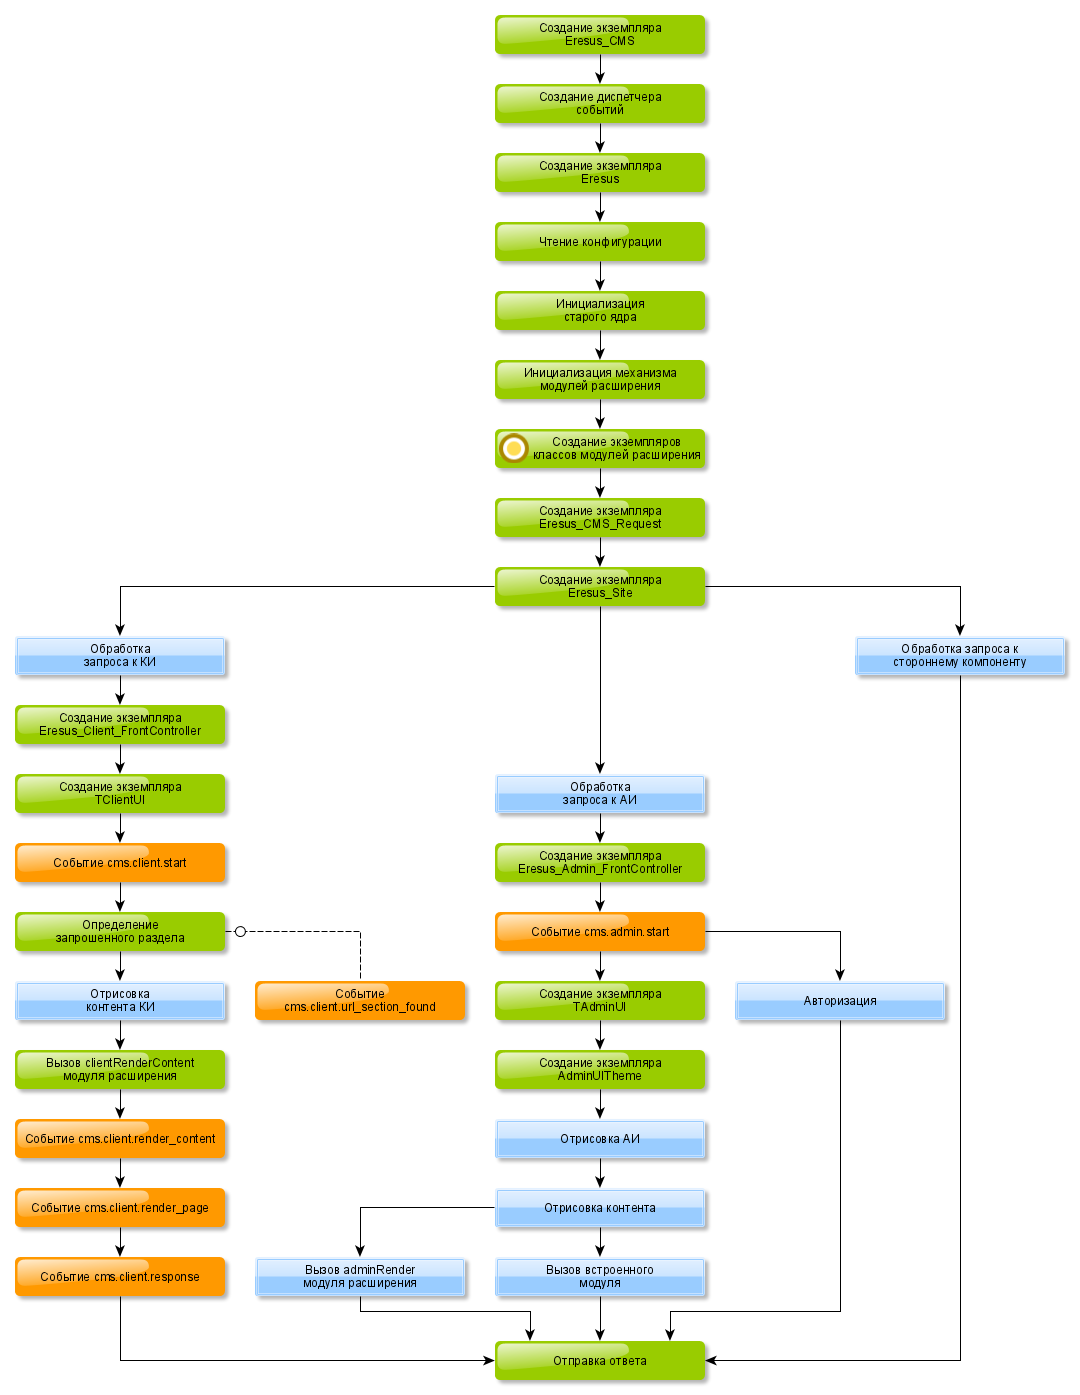 Создание экземпляра
Eresus_CMS
Создание диспетчера
событий
Создание экземпляра
Eresus
Чтение конфигурации
Инициализация
старого ядра
Инициализация механизма
модулей расширения
Создание экземпляров
классов модулей расширения
Создание экземпляра
Eresus_CMS_Request
Создание экземпляра
Eresus_Site
Обработка
запроса к КИ
Создание экземпляра
Eresus_Client_FrontController
Создание экземпляра
TClientUI
Событие cms.client.start
Определение
запрошенного раздела
Событие
cms.client.url_section_found
Отрисовка
контента КИ
Вызов clientRenderContent
модуля расширения
Событие cms.client.render_content
Событие cms.client.render_page
Событие cms.client.response
Обработка
запроса к АИ
Создание экземпляра
Eresus_Admin_FrontController
Событие cms.admin.start
Создание экземпляра
TAdminUI
Авторизация
Создание экземпляра
AdminUITheme
Отрисовка АИ
Отрисовка контента
Вызов adminRender
модуля расширения
Вызов встроенного
модуля
Обработка запроса к
стороннему компоненту
Отправка ответа